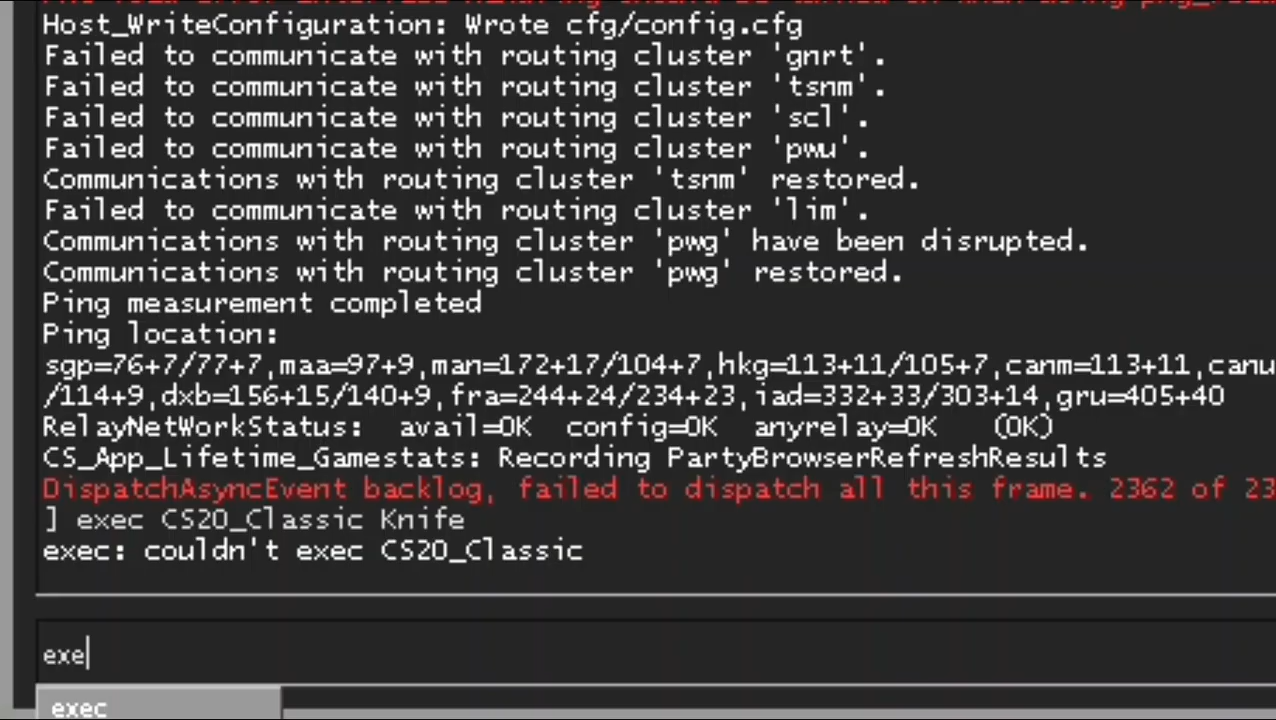 Host_WriteConfiguration: Wrote cfg/config.cfg
Failed to communicate with routing cluster 'gnrt'.
Failed to communicate with routing cluster 'tsnm'.
Failed to communicate with routing cluster 'scl'.
Failed to communicate with routing cluster 'pwu'.
Communications with routing cluster 'tsnm' restored.
Failed to communicate with routing cluster 'lim'.
Communications with routing cluster 'pwg' have been disrupted.
Communications with routing cluster 'pwg' restored.
Ping measurement completed
Ping location:
sgp=76+7/77+7,maa=97+9,man=172+17/104+7,hkg=113+11/105+7,canm=113+11,canu
/114+9,dxb=156+15/140+9,fra=244+24/234+23,iad=332+33/303+14,gru=405+40
RelayNetWorkStatus:  avail=OK  config=OK  anyrelay=OK   (OK)
CS_App_Lifetime_Gamestats: Recording PartyBrowserRefreshResults
DispatchAsyncEvent backlog, failed to dispatch all this frame. 2362 of 23
] exec CS20_Classic Knife
exec: couldn't exec CS20_Classic
exe
exec